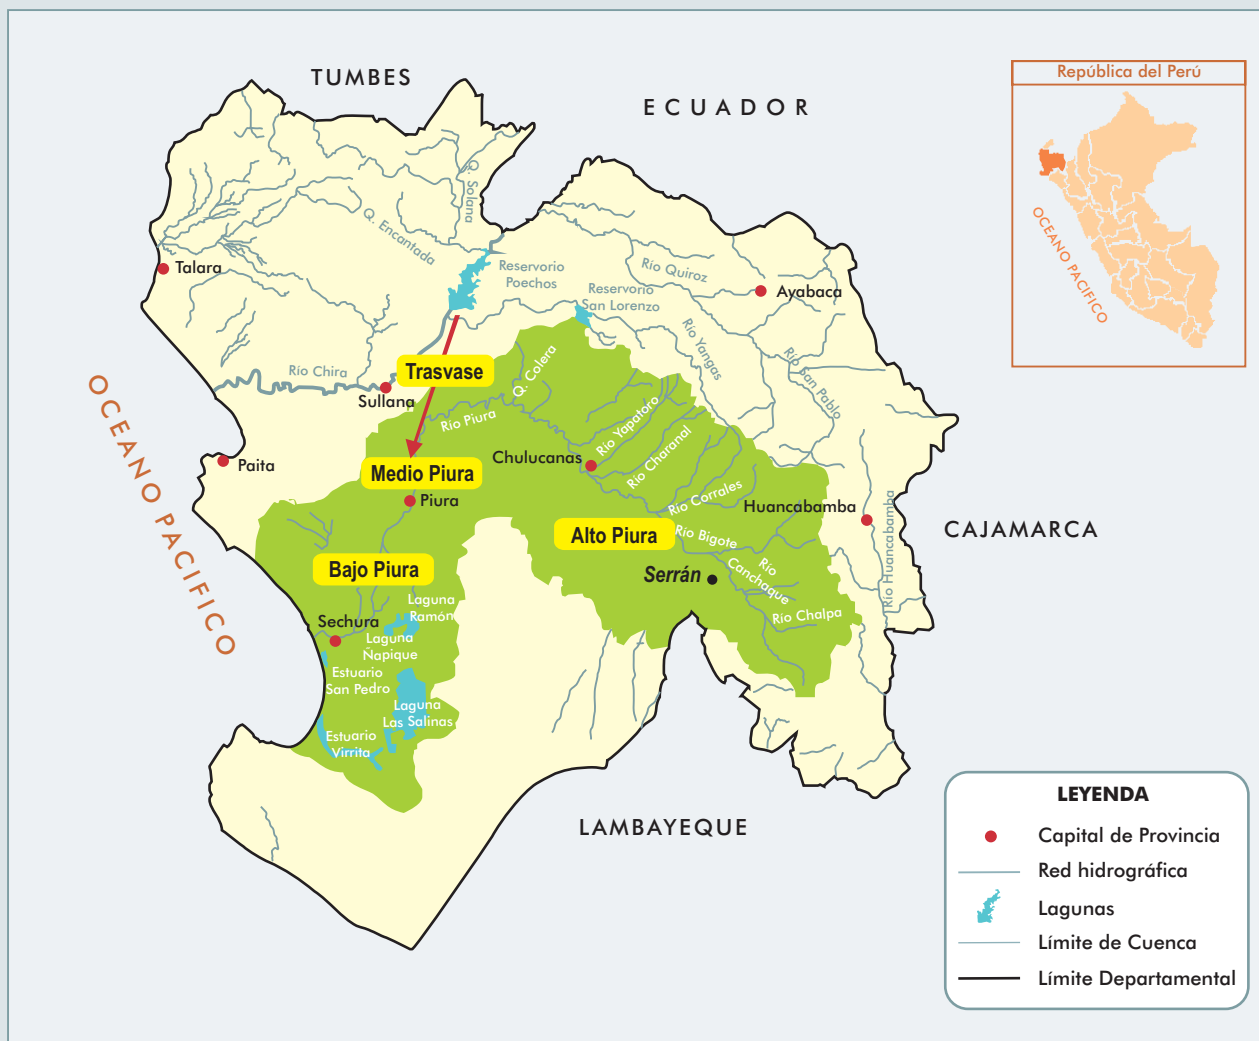 TUMBES
ECUADOR
República del Perú
OCEANO PACIFICO
Q. Solana
Q. Encantada
Talara
Reservorio
Poechos
Río Quiroz
Reservorio
San Lorenzo
Ayabaca
Río Yangas
Río San Pablo
Río Chira
Trasvase
Sullana
Q. Colera
Río Piura
Río Yapatoro
Río Charanal
OCEANO PACIFICO
Paita
Medio Piura
Chulucanas
Piura
Río Corrales
Huancabamba
Río Huancabamba
CAJAMARCA
Alto Piura
Río Bigote
Bajo Piura
Serrán
Río
Canchaque
Laguna
Ramón
Río Chalpa
Sechura
Laguna
Ñapique
Estuario
San Pedro
Laguna
Las Salinas
Estuario
Virrita
LAMBAYEQUE
LEYENDA
Capital de Provincia
Red hidrográfica
Lagunas
Límite de Cuenca
Límite Departamental